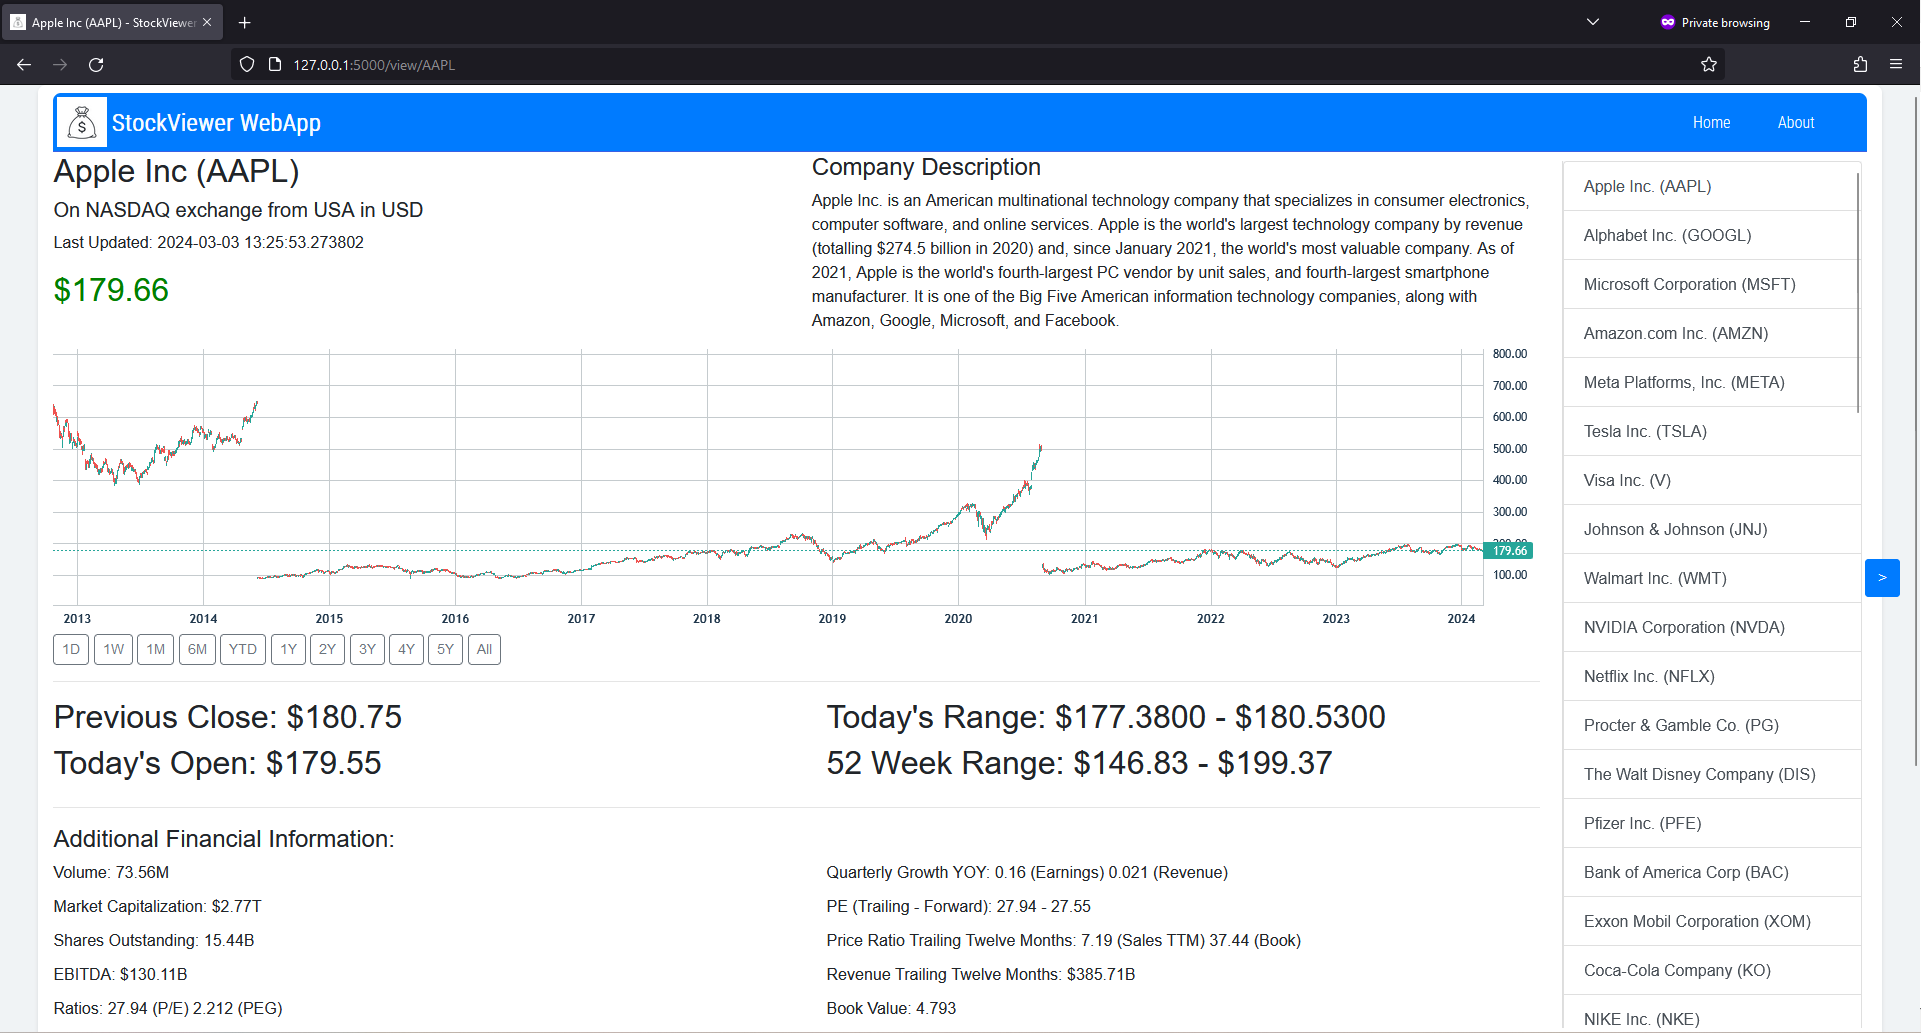 Apple Inc (AAPL) - StockViewer
Private browsing
127.0.0.1:5000/view/AAPL
StockViewer WebApp
Home
About
Apple Inc (AAPL)
On NASDAQ exchange from USA in USD
Last Updated: 2024-03-03 13:25:53.273802
$179.66
Company Description
Apple Inc. is an American multinational technology company that specializes in consumer electronics,
computer software, and online services. Apple is the world's largest technology company by revenue
(totalling $274.5 billion in 2020) and, since January 2021, the world's most valuable company. As of
2021, Apple is the world's fourth-largest PC vendor by unit sales, and fourth-largest smartphone
manufacturer. It is one of the Big Five American information technology companies, along with
Amazon, Google, Microsoft, and Facebook.
800.00
700.00
600.00
500.00
400.00
300.00
200.00
179.66
100.00
2013 2014 2015 2016 2017 2018 2019 2020 2021 2022 2023 2024
1D 1W 1M 6M YTD 1Y 2Y 3Y 4Y 5Y All
Previous Close: $180.75
Today's Open: $179.55
Today's Range: $177.3800 - $180.5300
52 Week Range: $146.83 - $199.37
Additional Financial Information:
Volume: 73.56M
Market Capitalization: $2.77T
Shares Outstanding: 15.44B
EBITDA: $130.11B
Ratios: 27.94 (P/E) 2.212 (PEG)
Quarterly Growth YOY: 0.16 (Earnings) 0.021 (Revenue)
PE (Trailing - Forward): 27.94 - 27.55
Price Ratio Trailing Twelve Months: 7.19 (Sales TTM) 37.44 (Book)
Revenue Trailing Twelve Months: $385.71B
Book Value: 4.793
Apple Inc. (AAPL)
Alphabet Inc. (GOOGL)
Microsoft Corporation (MSFT)
Amazon.com Inc. (AMZN)
Meta Platforms, Inc. (META)
Tesla Inc. (TSLA)
Visa Inc. (V)
Johnson & Johnson (JNJ)
Walmart Inc. (WMT)
NVIDIA Corporation (NVDA)
Netflix Inc. (NFLX)
Procter & Gamble Co. (PG)
The Walt Disney Company (DIS)
Pfizer Inc. (PFE)
Bank of America Corp (BAC)
Exxon Mobil Corporation (XOM)
Coca-Cola Company (KO)
NIKE Inc. (NKE)
>